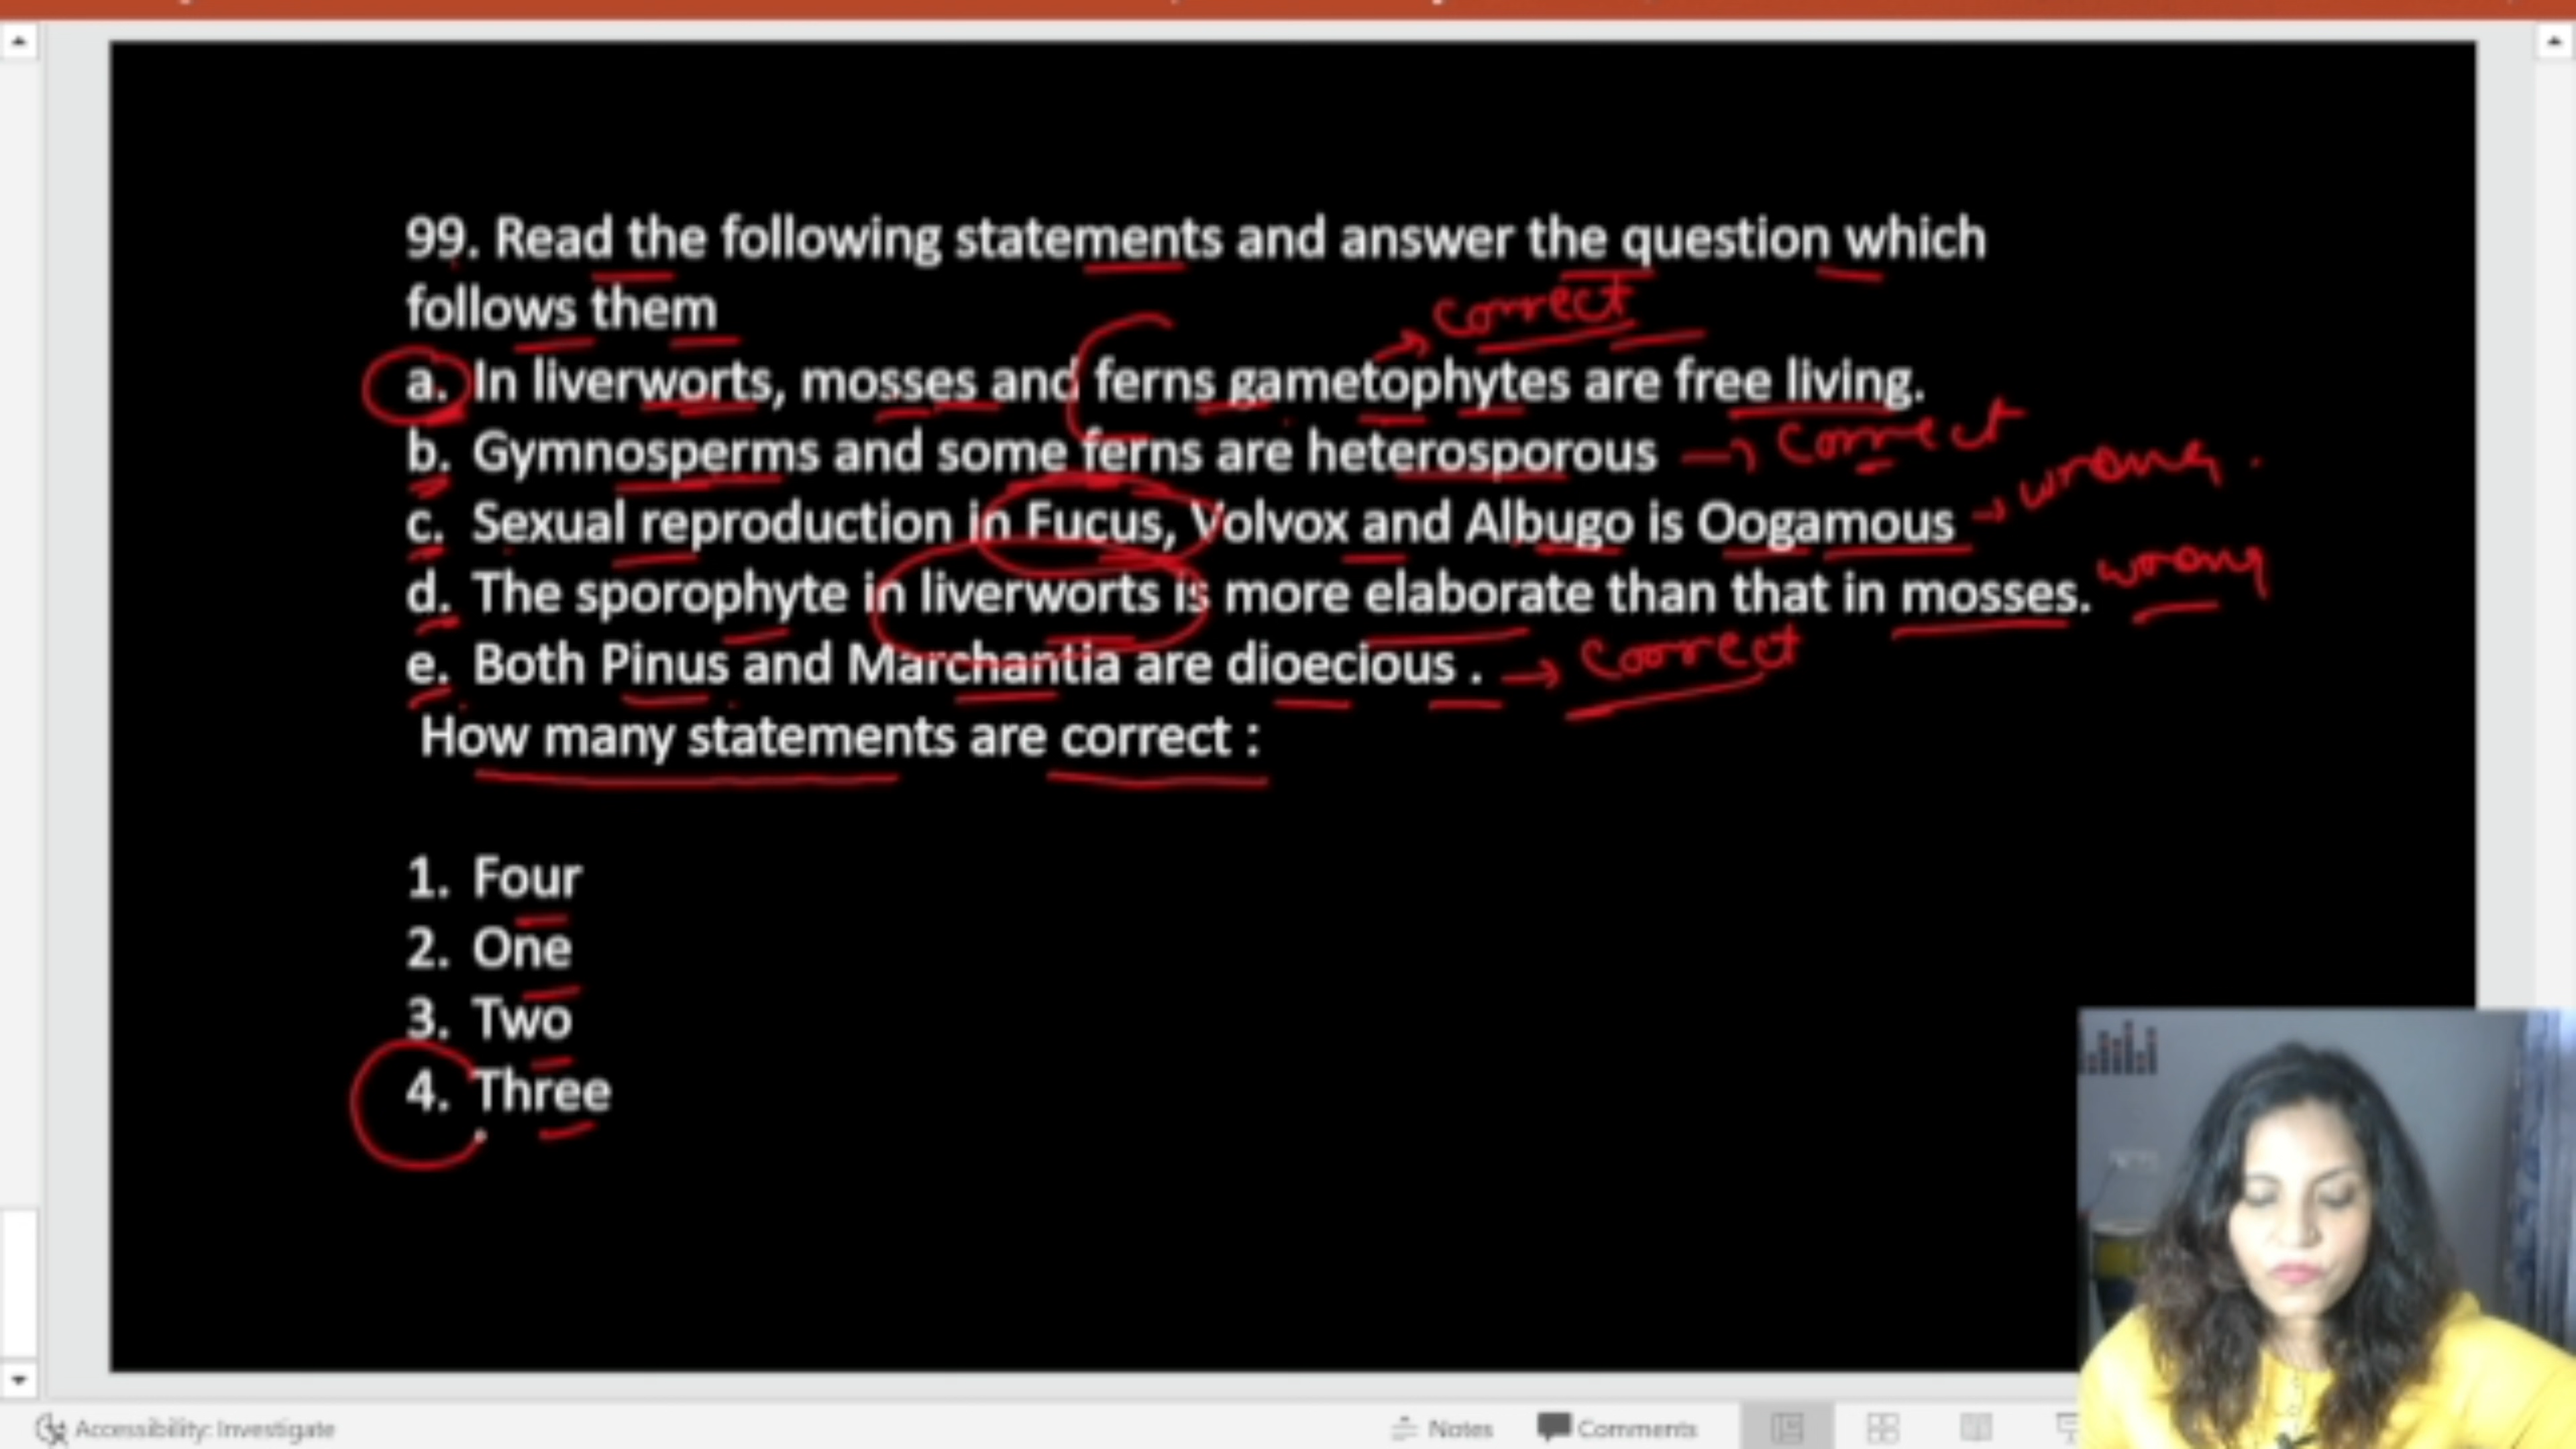 99. Read the following statements and answer the question which
follows them
correct
a. In liverworts, mosses and ferns gametophytes are free living.
b. Gymnosperms and some ferns are heterosporous → correct
c. Sexual reproduction in Fucus, Volvox and Albugo is Oogamous → wrong.
d. The sporophyte in liverworts is more elaborate than that in mosses. wrong
e. Both Pinus and Marchantia are dioecious . → correct
How many statements are correct :
1. Four
2. One
3. Two
4. Three
Accessibility: Investigate
Notes
Comments